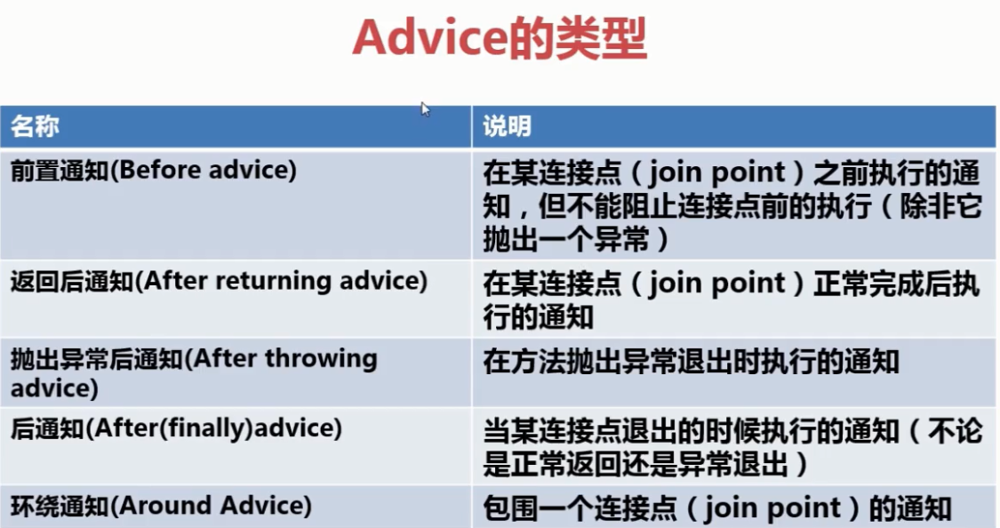 Advice的类型
名称
说明
前置通知(Before advice)
在某连接点（join point）之前执行的通
知，但不能阻止连接点前的执行（除非它
抛出一个异常）
返回后通知(After returning advice)
在某连接点（join point）正常完成后执
行的通知
抛出异常后通知(After throwing
advice)
在方法抛出异常退出时执行的通知
后通知(After(finally)advice)
当某连接点退出的时候执行的通知（不论
是正常返回还是异常退出）
环绕通知(Around Advice)
包围一个连接点（join point）的通知